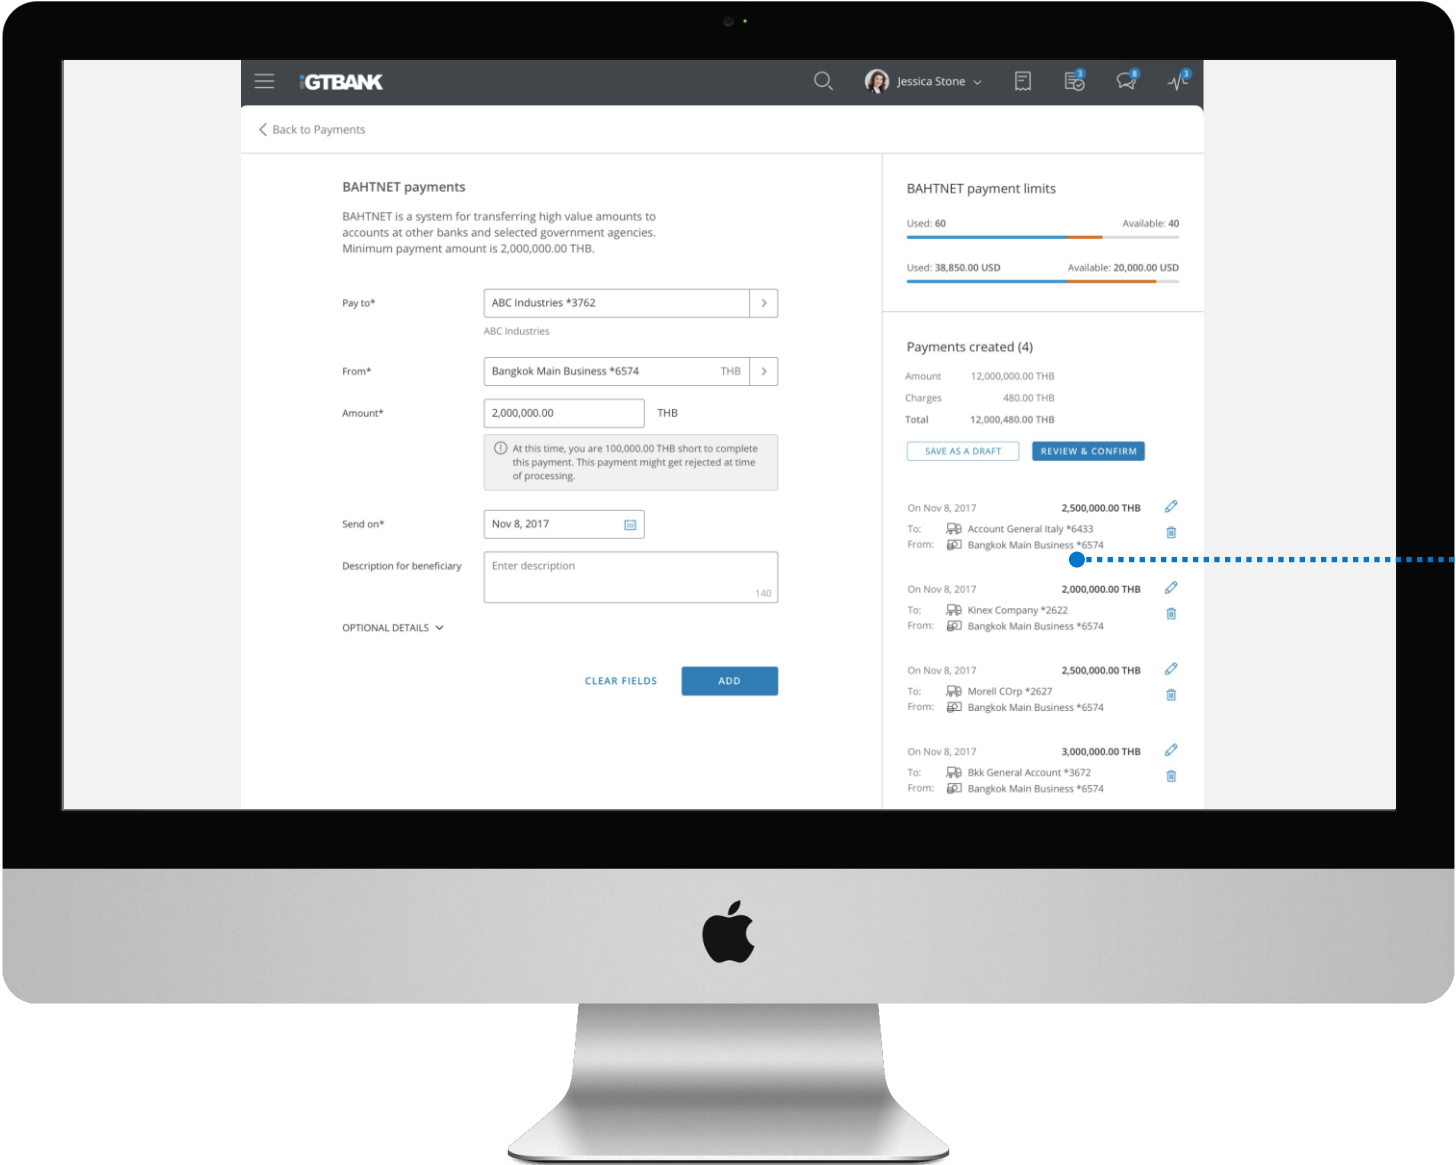 iGTBANK
Jessica Stone
3
8
3
Back to Payments
BAHTNET payments
BAHTNET is a system for transferring high value amounts to
accounts at other banks and selected government agencies.
Minimum payment amount is 2,000,000.00 THB.
Pay to*
ABC Industries *3762
ABC Industries
From*
Bangkok Main Business *6574 THB
Amount*
2,000,000.00 THB
At this time, you are 100,000.00 THB short to complete
this payment. This payment might get rejected at time
of processing.
Send on*
Nov 8, 2017
Description for beneficiary
Enter description
140
OPTIONAL DETAILS
CLEAR FIELDS
ADD
BAHTNET payment limits
Used: 60 Available: 40
Used: 38,850.00 USD Available: 20,000.00 USD
Payments created (4)
Amount 12,000,000.00 THB
Charges 480.00 THB
Total 12,000,480.00 THB
SAVE AS A DRAFT
REVIEW & CONFIRM
On Nov 8, 2017 2,500,000.00 THB
To: Account General Italy *6433
From: Bangkok Main Business *6574
On Nov 8, 2017 2,000,000.00 THB
To: Kinex Company *2622
From: Bangkok Main Business *6574
On Nov 8, 2017 2,500,000.00 THB
To: Morell COrp *2627
From: Bangkok Main Business *6574
On Nov 8, 2017 3,000,000.00 THB
To: Bkk General Account *3672
From: Bangkok Main Business *6574